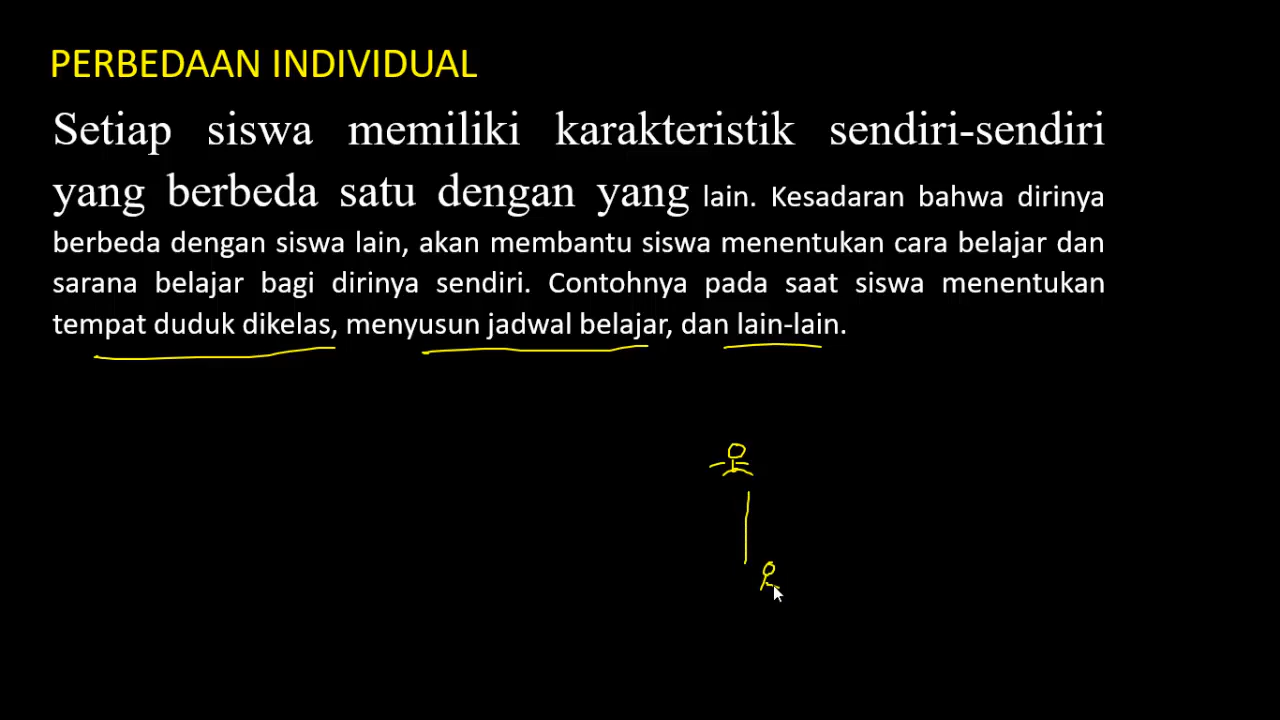 PERBEDAAN INDIVIDUAL
Setiap siswa memiliki karakteristik sendiri-sendiri
yang berbeda satu dengan yang lain. Kesadaran bahwa dirinya
berbeda dengan siswa lain, akan membantu siswa menentukan cara belajar dan
sarana belajar bagi dirinya sendiri. Contohnya pada saat siswa menentukan
tempat duduk dikelas, menyusun jadwal belajar, dan lain-lain.